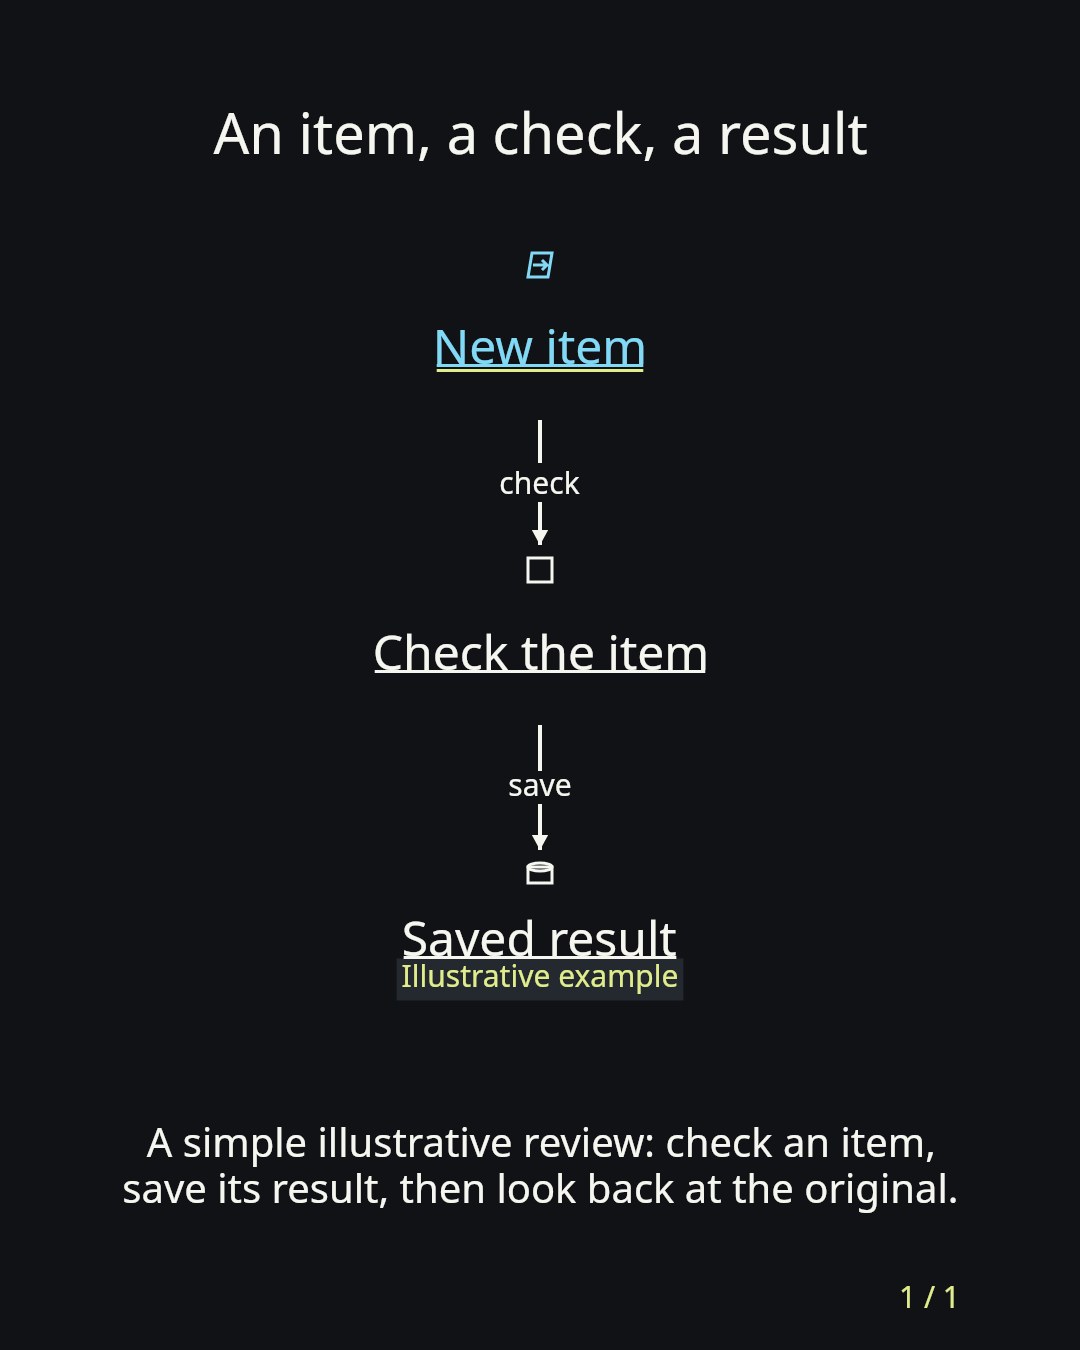 An item, a check, a result
New item
check
Check the item
save
Saved result
Illustrative example
A simple illustrative review: check an item,
save its result, then look back at the original.
1 / 1